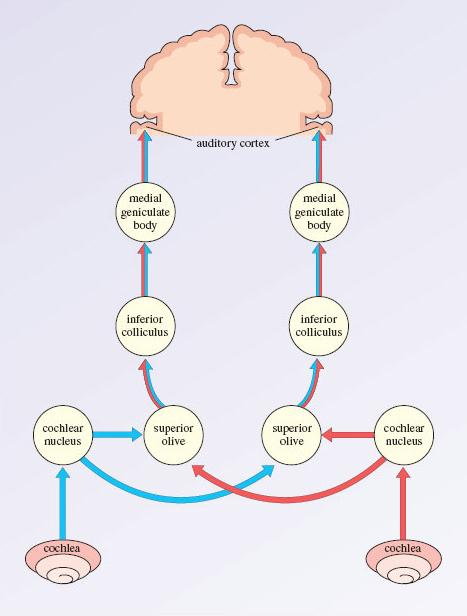 auditory cortex
medial
geniculate
body
medial
geniculate
body
inferior
colliculus
inferior
colliculus
cochlear
nucleus
superior
olive
superior
olive
cochlear
nucleus
cochlea
cochlea